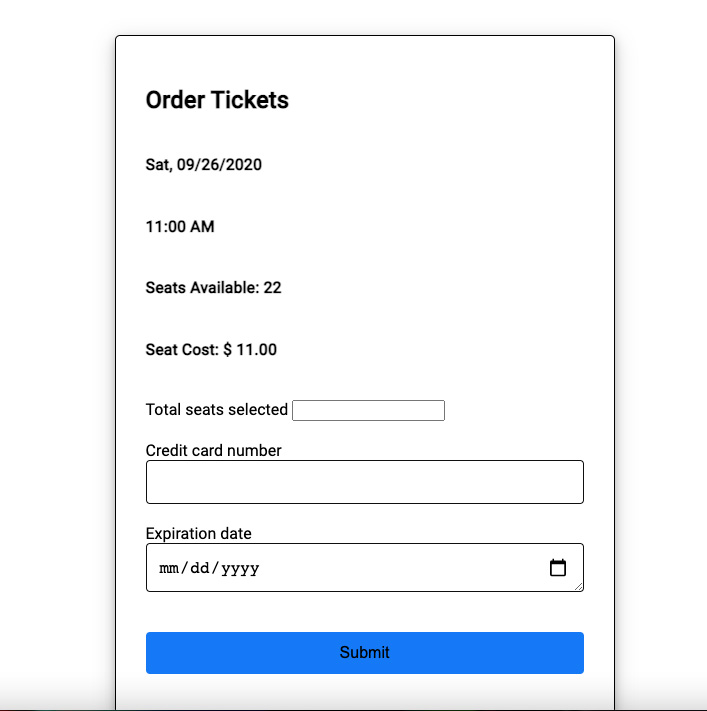 Order Tickets
Sat, 09/26/2020
11:00 AM
Seats Available: 22
Seat Cost: $ 11.00
Total seats selected
Credit card number
Expiration date
mm/dd/yyyy
Submit